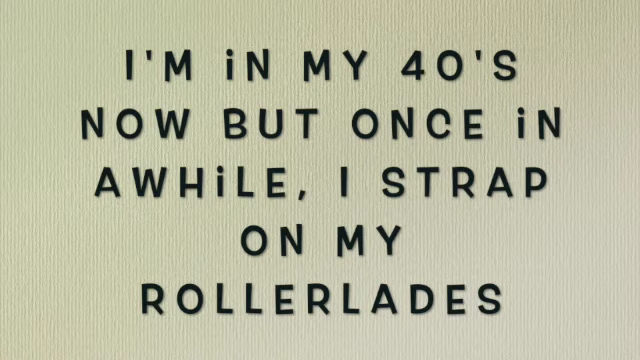 I'M iN MY 40'S
NOW BUT ONCE iN
AWHiLE, I STRAP
ON MY
ROLLERLADES